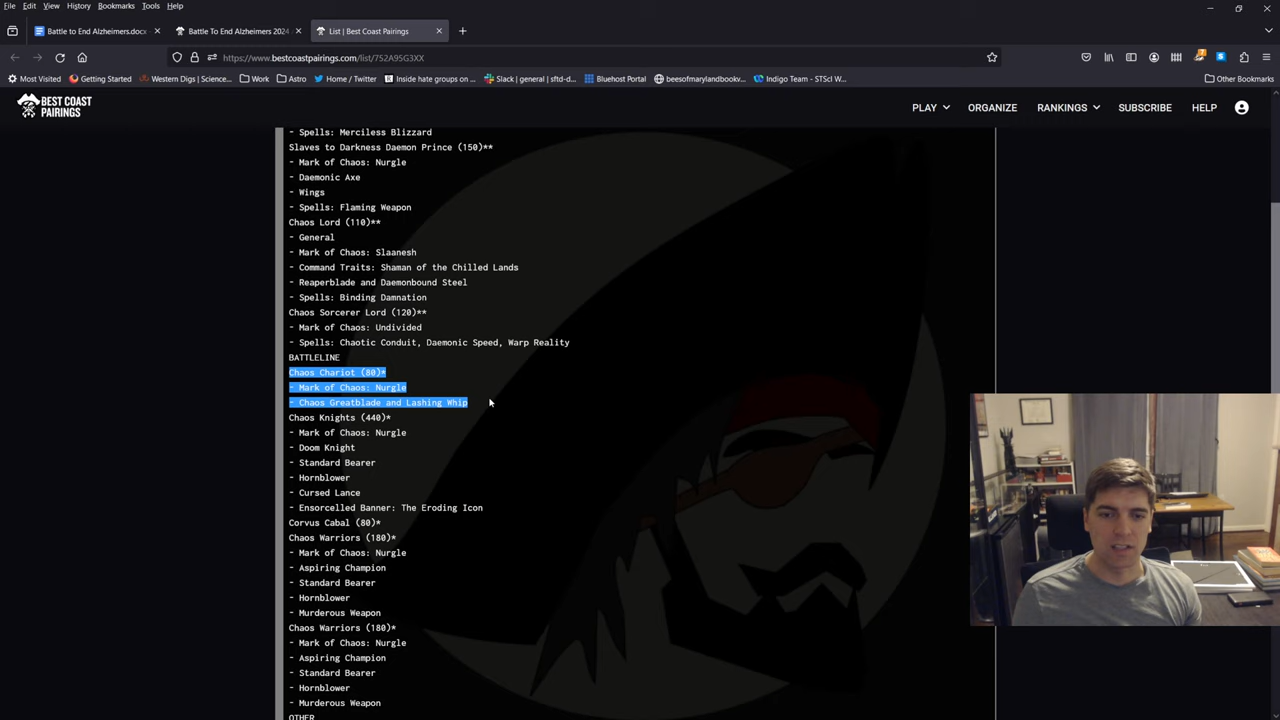 File Edit View History Bookmarks Tools Help
Battle to End Alzheimers.docx
Battle To End Alzheimers 2024
List | Best Coast Pairings
https://www.bestcoastpairings.com/list/752A95G3XX
Most Visited
Getting Started
Western Digs | Science...
Work
Astro
Home / Twitter
Inside hate groups on ...
Slack | general | sftd-d...
Bluehost Portal
beesofmarylandbookv...
Indigo Team - STScI W...
Other Bookmarks
BEST COAST
PAIRINGS
PLAY
ORGANIZE
RANKINGS
SUBSCRIBE
HELP
- Spells: Merciless Blizzard
Slaves to Darkness Daemon Prince (150)**
- Mark of Chaos: Nurgle
- Daemonic Axe
- Wings
- Spells: Flaming Weapon
Chaos Lord (110)**
- General
- Mark of Chaos: Slaanesh
- Command Traits: Shaman of the Chilled Lands
- Reaperblade and Daemonbound Steel
- Spells: Binding Damnation
Chaos Sorcerer Lord (120)**
- Mark of Chaos: Undivided
- Spells: Chaotic Conduit, Daemonic Speed, Warp Reality
BATTLELINE
Chaos Chariot (80)*
- Mark of Chaos: Nurgle
- Chaos Greatblade and Lashing Whip
Chaos Knights (440)*
- Mark of Chaos: Nurgle
- Doom Knight
- Standard Bearer
- Hornblower
- Cursed Lance
- Ensorcelled Banner: The Eroding Icon
Corvus Cabal (80)*
Chaos Warriors (180)*
- Mark of Chaos: Nurgle
- Aspiring Champion
- Standard Bearer
- Hornblower
- Murderous Weapon
Chaos Warriors (180)*
- Mark of Chaos: Nurgle
- Aspiring Champion
- Standard Bearer
- Hornblower
- Murderous Weapon
OTHER